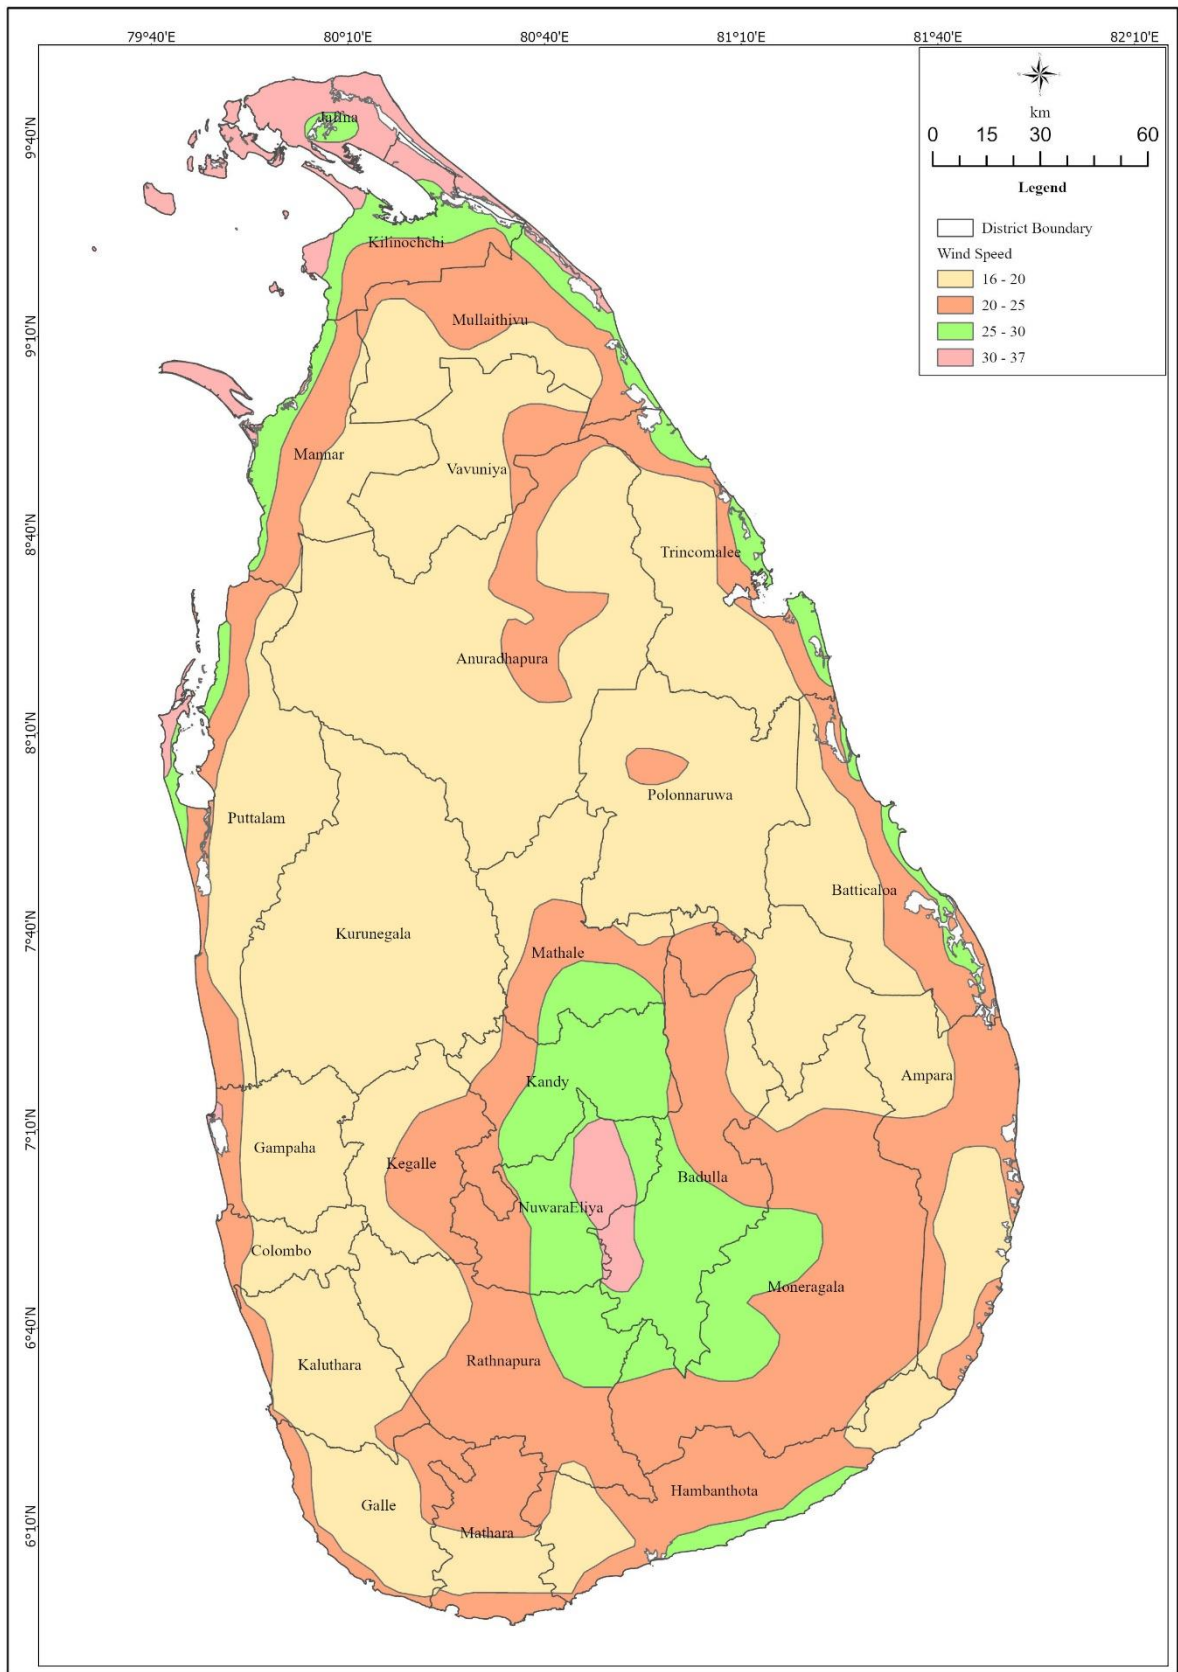 79°40'E 80°10'E 80°40'E 81°10'E 81°40'E 82°10'E
km
0 15 30 60
Legend
District Boundary
Wind Speed
16 - 20
20 - 25
25 - 30
30 - 37
9°40'N
9°10'N
8°40'N
8°10'N
7°40'N
7°10'N
6°40'N
6°10'N
Jaffna
Kilinochchi
Mullaithivu
Mannar
Vavuniya
Trincomalee
Anuradhapura
Polonnaruwa
Puttalam
Batticaloa
Kurunegala
Mathale
Ampara
Kandy
Gampaha
Kegalle
Badulla
NuwaraEliya
Colombo
Moneragala
Rathnapura
Kaluthara
Hambanthota
Galle
Mathara